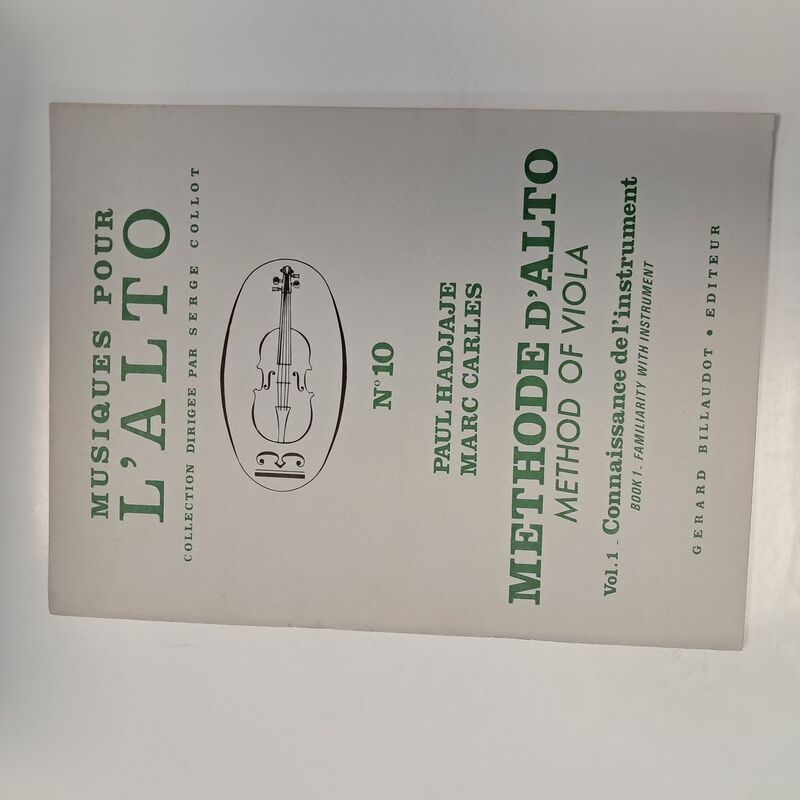 MUSIQUES POUR
L'ALTO
COLLECTION DIRIGEE PAR SERGE COLLOT
N° 10
PAUL HADJAJE
MARC CARLES
METHODE D'ALTO
METHOD OF VIOLA
Vol. 1 - Connaissance de l'instrument
BOOK 1 - FAMILIARITY WITH INSTRUMENT
GERARD BILLAUDOT • EDITEUR